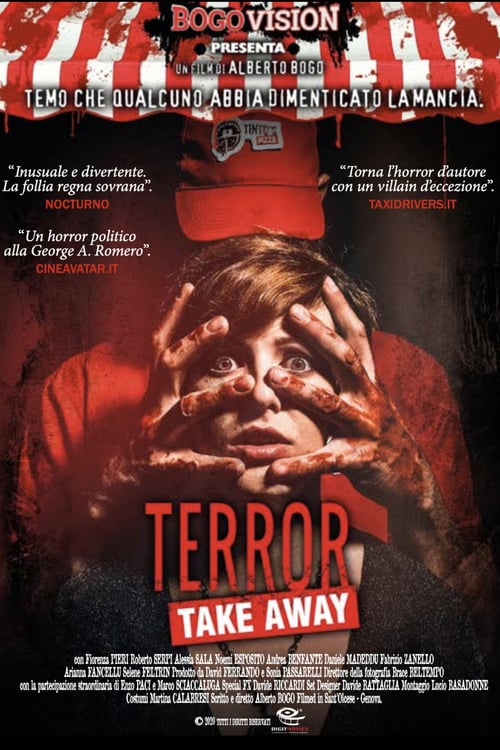 BOGOVISION
PRESENTA
UN FILM DI ALBERTO BOGO
TEMO CHE QUALCUNO ABBIA DIMENTICATO LA MANCIA.
TINTO'S
PIZZA
“Inusuale e divertente.
La follia regna sovrana”.
NOCTURNO
“Torna l'horror d'autore
con un villain d'eccezione”.
TAXIDRIVERS.IT
“Un horror politico
alla George A. Romero”.
CINEAVATAR.IT
TERROR
TAKE AWAY
con Fiorenza PIERI Roberto SERPI Alessia SALA Noemi ESPOSITO Andrea BENFANTE Daniele MADEDDU Fabrizio ZANELLO
Arianna FANCELLU Selene FELTRIN Prodotto da David FERRANDO e Sonia PASSARELLI Direttore della fotografia Brace BELTEMPO
con la partecipazione straordinaria di Enzo PACI e Marco SCIACCALUGA Special FX Davide RICCARDI Set Designer Davide BATTAGLIA Montaggio Lucio RASADONNE
Costumi Martina CALABRESI Scritto e diretto Alberto BOGO Filmed in Sant'Olcese - Genova.
© 2020 TUTTI I DIRITTI RISERVATI
DIGITMOVIES